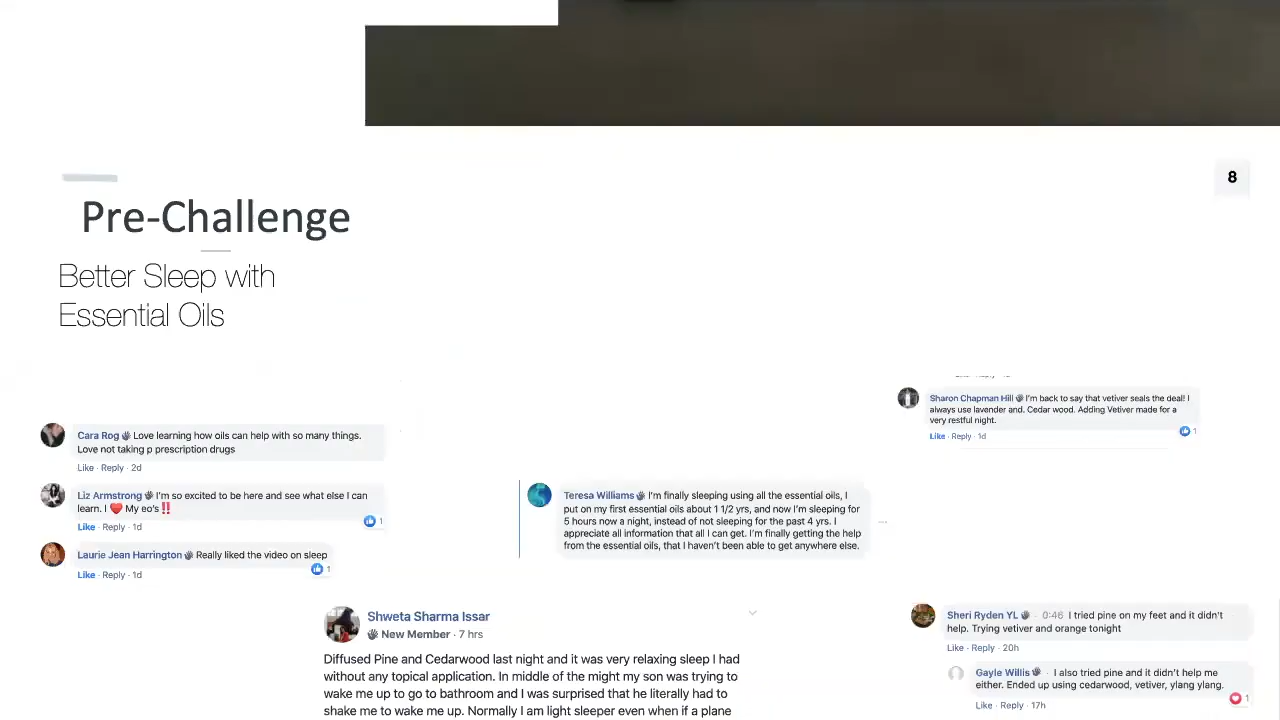 8
Pre-Challenge
Better Sleep with
Essential Oils
Cara Rog Love learning how oils can help with so many things.
Love not taking p prescription drugs
Like · Reply · 2d
Liz Armstrong I'm so excited to be here and see what else I can
learn. I ❤️ My eo's‼️
Like · Reply · 1d
1
Laurie Jean Harrington Really liked the video on sleep
Like · Reply · 1d
1
Teresa Williams I'm finally sleeping using all the essential oils, I
put on my first essential oils about 1 1/2 yrs, and now I'm sleeping for
5 hours now a night, instead of not sleeping for the past 4 yrs. I
appreciate all information that all I can get. I'm finally getting the help
from the essential oils, that I haven't been able to get anywhere else.
Sharon Chapman Hill I'm back to say that vetiver seals the deal! I
always use lavender and. Cedar wood. Adding Vetiver made for a
very restful night.
Like · Reply · 1d
1
Shweta Sharma Issar
New Member · 7 hrs
Diffused Pine and Cedarwood last night and it was very relaxing sleep I had
without any topical application. In middle of the might my son was trying to
wake me up to go to bathroom and I was surprised that he literally had to
shake me to wake me up. Normally I am light sleeper even when if a plane
Sheri Ryden YL · 0:46 I tried pine on my feet and it didn't
help. Trying vetiver and orange tonight
Like · Reply · 20h
Gayle Willis · I also tried pine and it didn't help me
either. Ended up using cedarwood, vetiver, ylang ylang.
Like · Reply · 17h
1